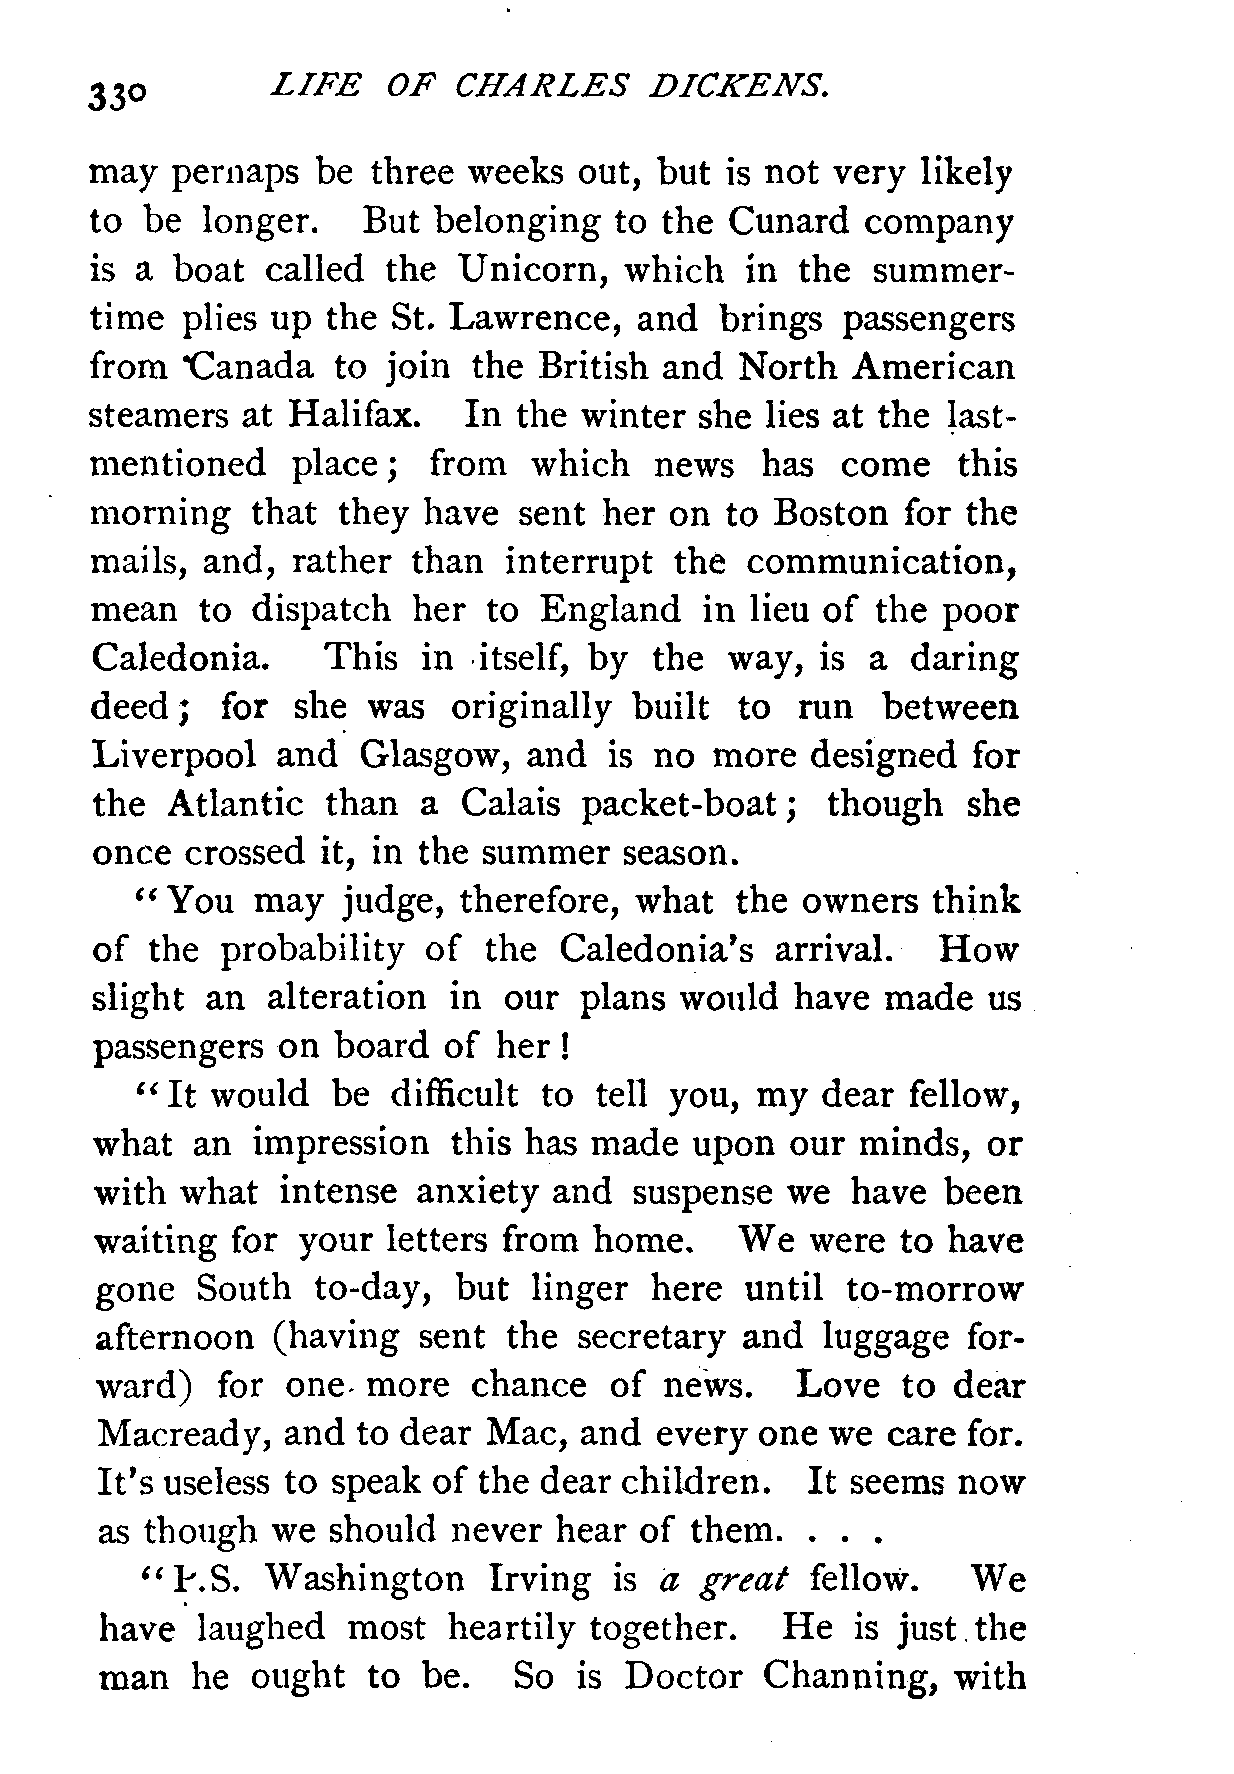 330 LIFE OF CHARLES DICKENS.
may perhaps be three weeks out, but is not very likely
to be longer. But belonging to the Cunard company
is a boat called the Unicorn, which in the summer-
time plies up the St. Lawrence, and brings passengers
from Canada to join the British and North American
steamers at Halifax. In the winter she lies at the last-
mentioned place; from which news has come this
morning that they have sent her on to Boston for the
mails, and, rather than interrupt the communication,
mean to dispatch her to England in lieu of the poor
Caledonia. This in itself, by the way, is a daring
deed; for she was originally built to run between
Liverpool and Glasgow, and is no more designed for
the Atlantic than a Calais packet-boat; though she
once crossed it, in the summer season.
"You may judge, therefore, what the owners think
of the probability of the Caledonia's arrival. How
slight an alteration in our plans would have made us
passengers on board of her!
"It would be difficult to tell you, my dear fellow,
what an impression this has made upon our minds, or
with what intense anxiety and suspense we have been
waiting for your letters from home. We were to have
gone South to-day, but linger here until to-morrow
afternoon (having sent the secretary and luggage for-
ward) for one more chance of news. Love to dear
Macready, and to dear Mac, and every one we care for.
It's useless to speak of the dear children. It seems now
as though we should never hear of them. . . .
"P.S. Washington Irving is a great fellow. We
have laughed most heartily together. He is just the
man he ought to be. So is Doctor Channing, with